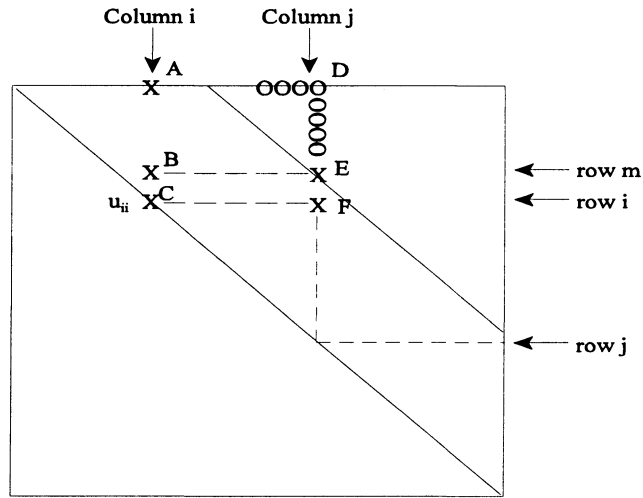 Column i Column j
X A OOOO D
O
O
O
O
X B X E row m
u_ii X C X F row i
row j